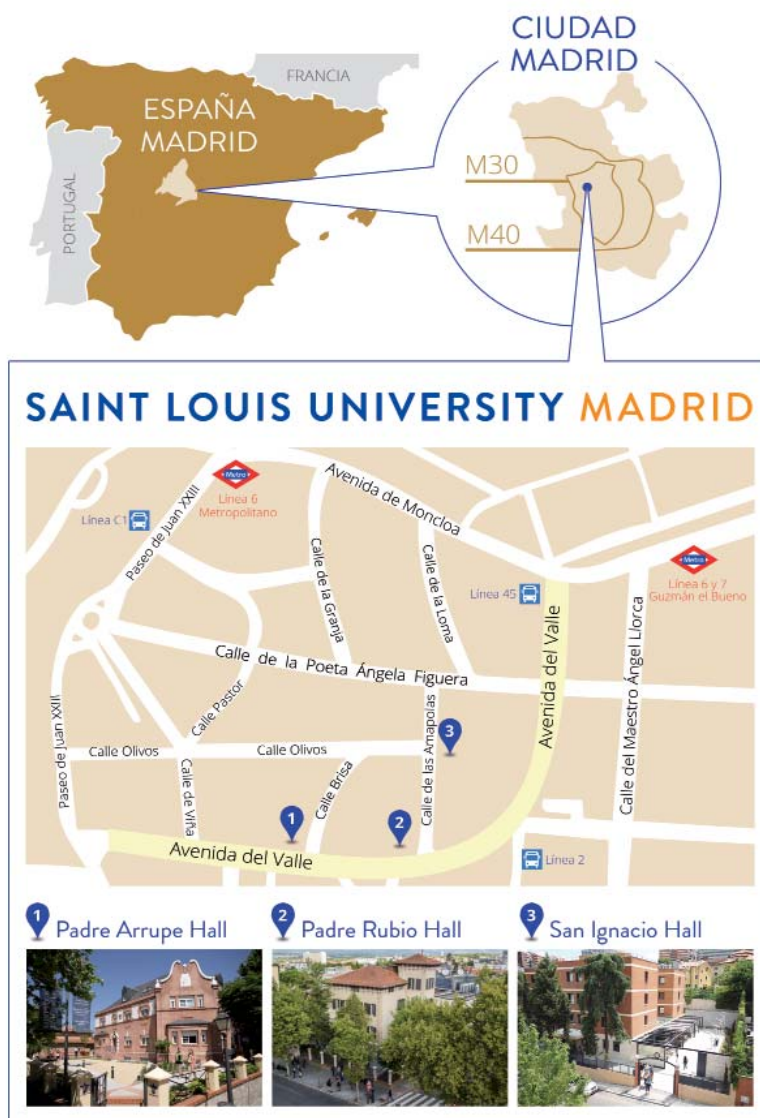 CIUDAD
MADRID
FRANCIA
ESPAÑA
MADRID
PORTUGAL
M30
M40
SAINT LOUIS UNIVERSITY MADRID
Metro
Línea 6
Metropolitano
Línea C1
Paseo de Juan XXIII
Avenida de Moncloa
Calle de la Granja
Calle de la Loma
Línea 45
Metro
Línea 6 y 7
Guzmán el Bueno
Avenida del Valle
Calle del Maestro Ángel Llorca
Calle de la Poeta Ángela Figuera
Calle Pastor
Paseo de Juan XXIII
Calle Olivos
Calle Olivos
Calle de las Amapolas
3
Calle de Viña
Calle Brisa
1
2
Avenida del Valle
Línea 2
1 Padre Arrupe Hall
2 Padre Rubio Hall
3 San Ignacio Hall